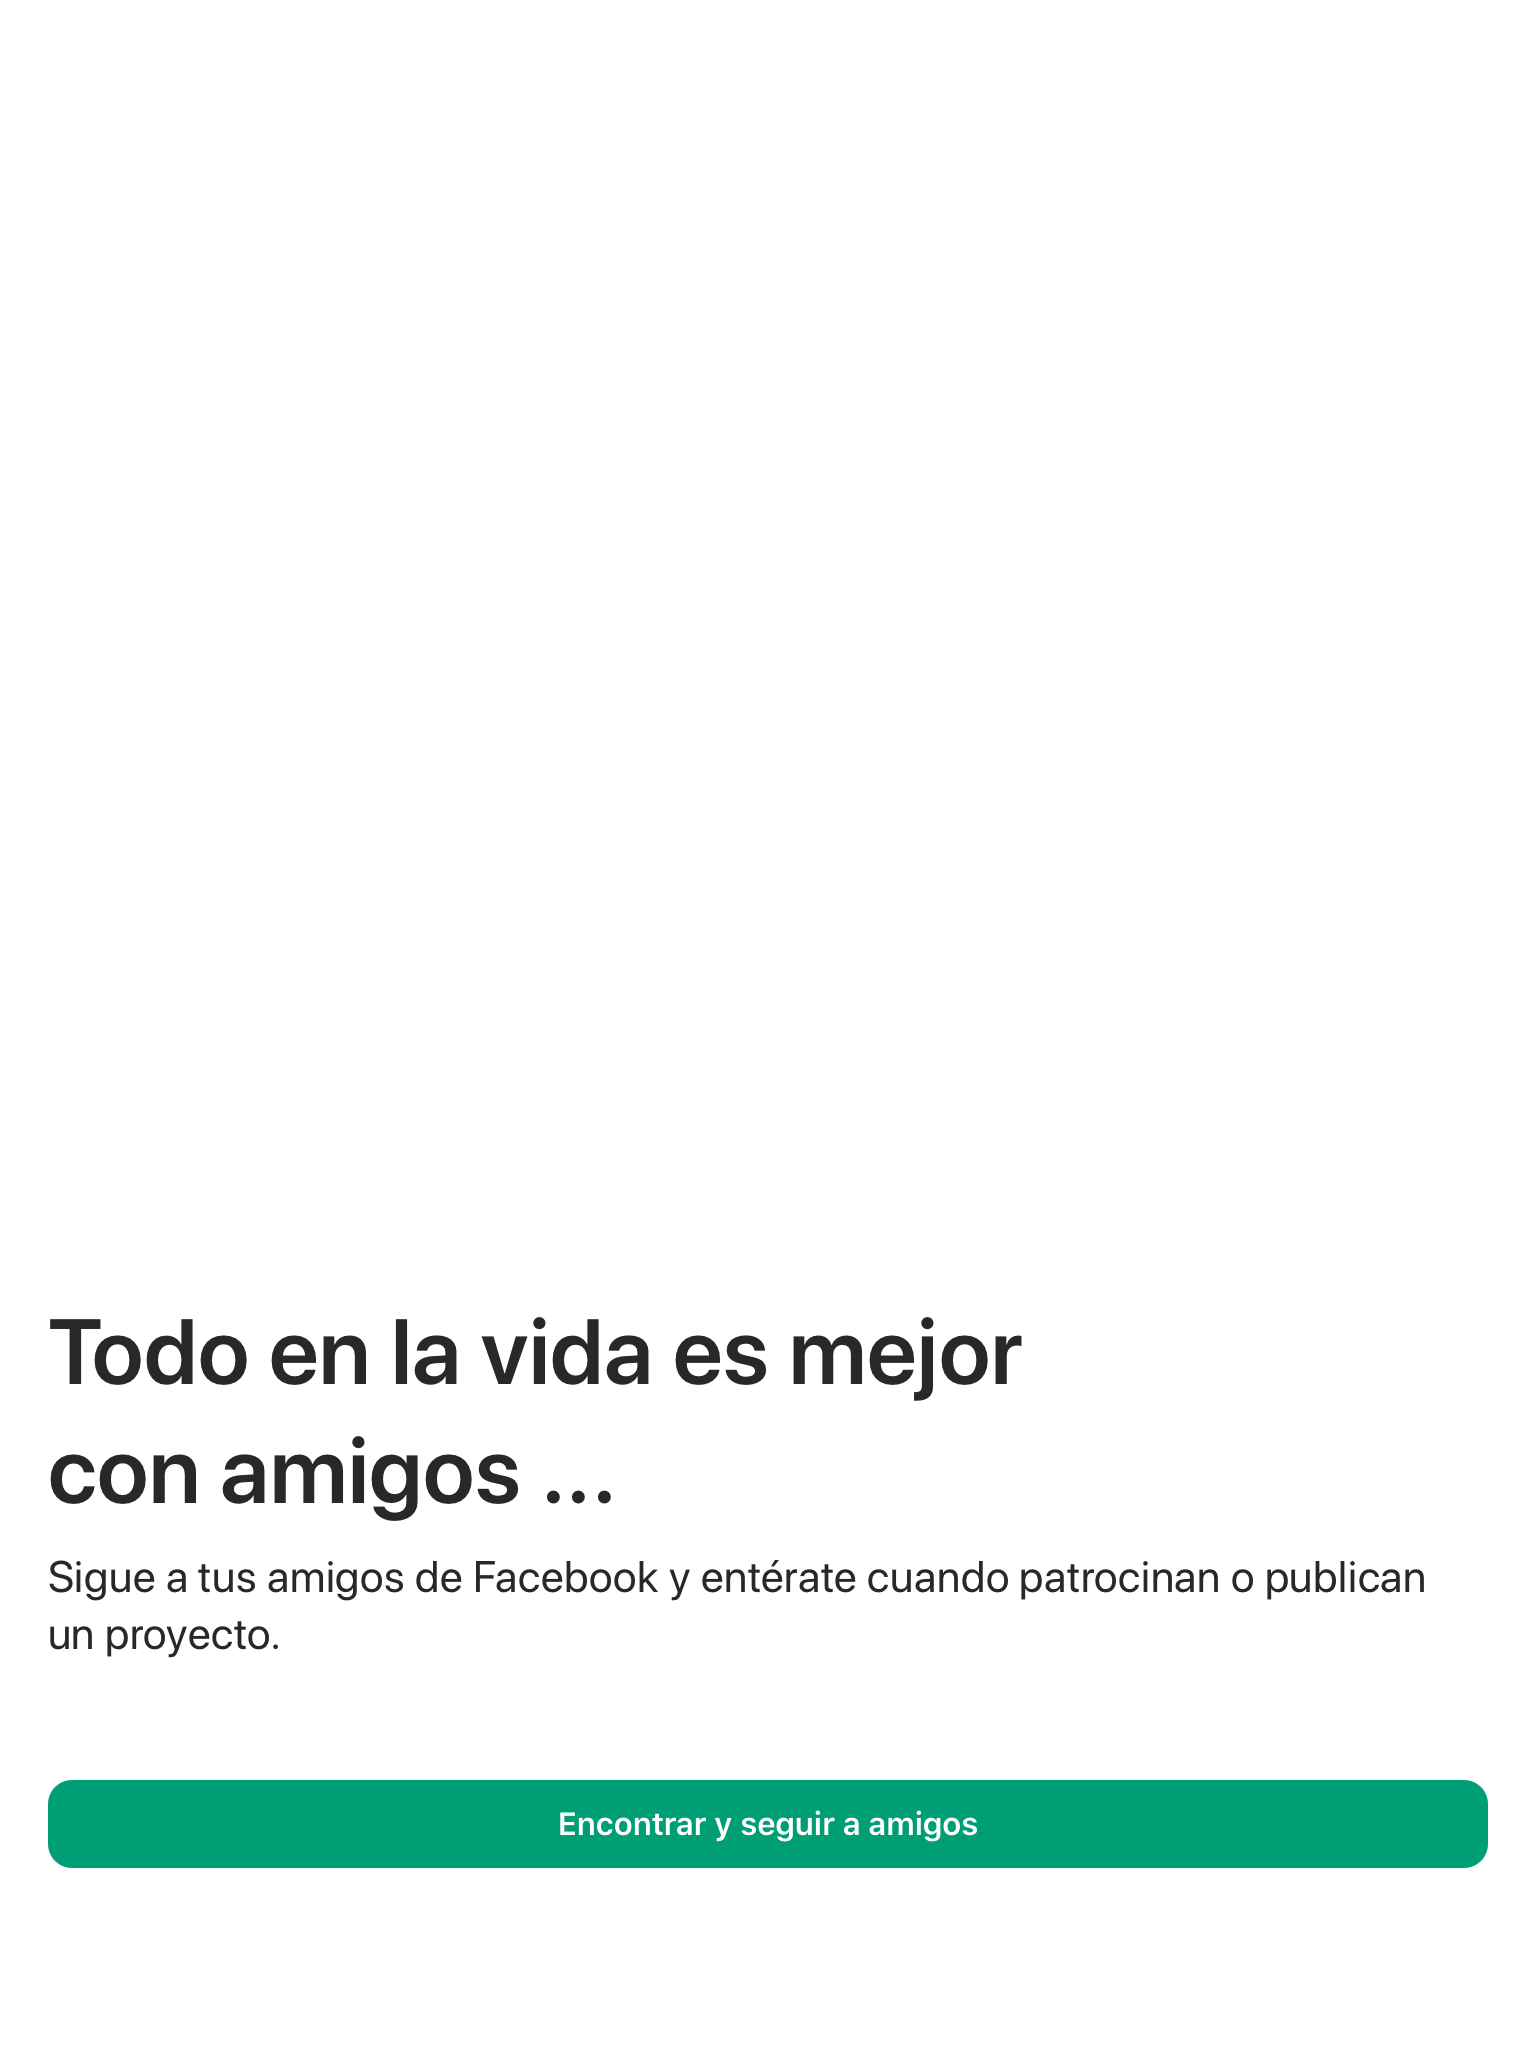 Todo en la vida es mejor
con amigos ...
Sigue a tus amigos de Facebook y entérate cuando patrocinan o publican
un proyecto.
Encontrar y seguir a amigos